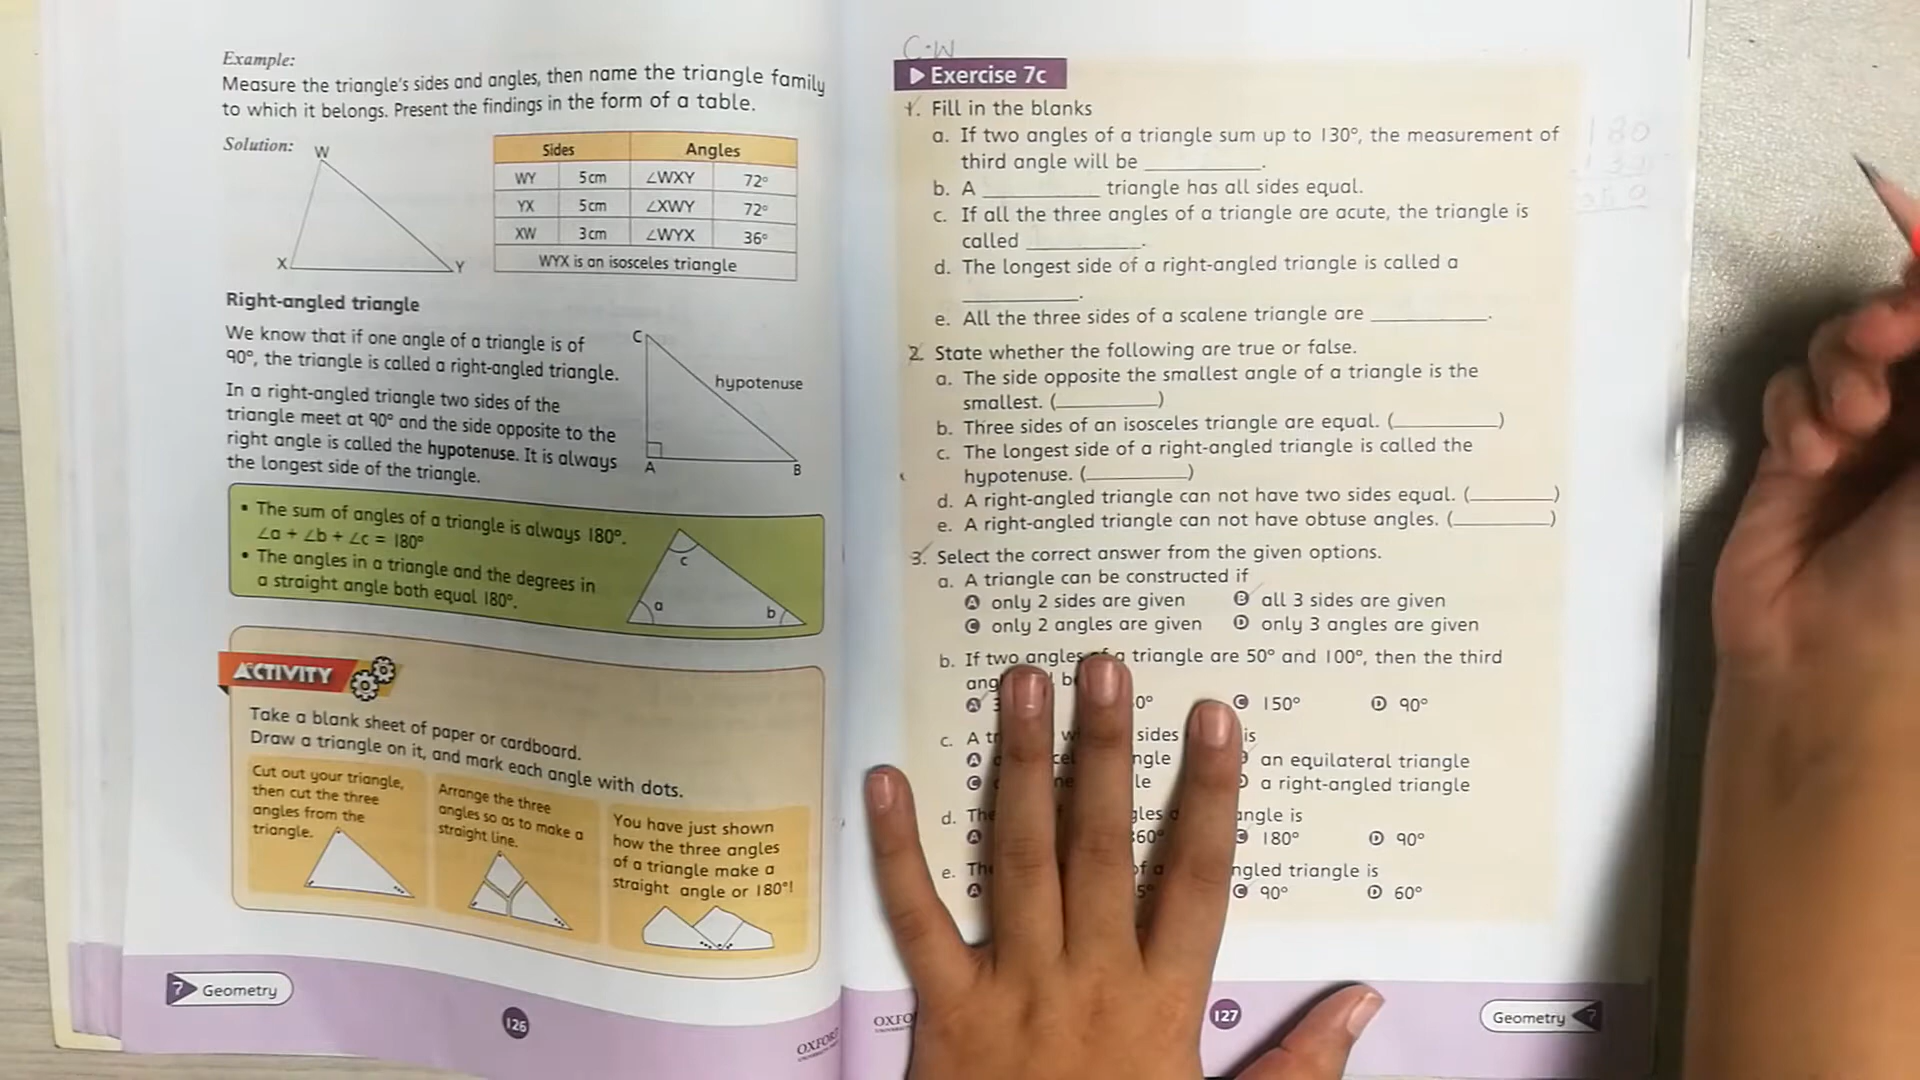 Example:
Measure the triangle's sides and angles, then name the triangle family
to which it belongs. Present the findings in the form of a table.
Solution:
W
X
Y
Sides Angles
WY 5cm ∠WXY 72°
YX 5cm ∠XWY 72°
XW 3cm ∠WYX 36°
WYX is an isosceles triangle
Right-angled triangle
We know that if one angle of a triangle is of
90°, the triangle is called a right-angled triangle.
In a right-angled triangle two sides of the
triangle meet at 90° and the side opposite to the
right angle is called the hypotenuse. It is always
the longest side of the triangle.
C
hypotenuse
A
B
• The sum of angles of a triangle is always 180°.
∠a + ∠b + ∠c = 180°
• The angles in a triangle and the degrees in
a straight angle both equal 180°.
c
a
b
ACTIVITY
Take a blank sheet of paper or cardboard.
Draw a triangle on it, and mark each angle with dots.
Cut out your triangle,
then cut the three
angles from the
triangle.
Arrange the three
angles so as to make a
straight line.
You have just shown
how the three angles
of a triangle make a
straight angle or 180°!
7 Geometry
126
OXFORD
C.W
Exercise 7c
1. Fill in the blanks
a. If two angles of a triangle sum up to 130°, the measurement of
third angle will be ____________.
b. A ____________ triangle has all sides equal.
c. If all the three angles of a triangle are acute, the triangle is
called ____________.
d. The longest side of a right-angled triangle is called a
____________.
e. All the three sides of a scalene triangle are ____________.
180
2. State whether the following are true or false.
a. The side opposite the smallest angle of a triangle is the
smallest. (__________)
b. Three sides of an isosceles triangle are equal. (__________)
c. The longest side of a right-angled triangle is called the
hypotenuse. (__________)
d. A right-angled triangle can not have two sides equal. (________)
e. A right-angled triangle can not have obtuse angles. (__________)
3. Select the correct answer from the given options.
a. A triangle can be constructed if
A only 2 sides are given B all 3 sides are given
C only 2 angles are given D only 3 angles are given
b. If two angles of a triangle are 50° and 100°, then the third
A C 150° D 90°
c. A sides is
A an equilateral triangle
C D a right-angled triangle
d. The is
A C 180° D 90°
e. The triangle is
A C 90° D 60°
127
Geometry 7